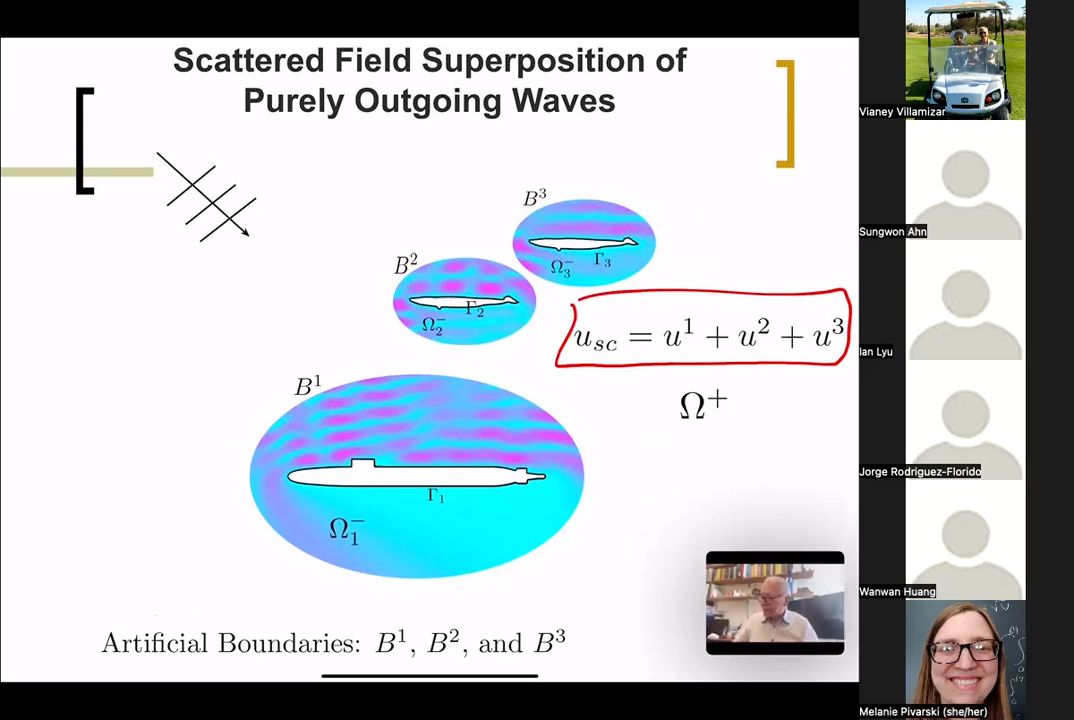 Scattered Field Superposition of
Purely Outgoing Waves
B³
Ω₃⁻
Γ₃
B²
Γ₂
Ω₂⁻
u_sc = u¹ + u² + u³
Ω⁺
B¹
Γ₁
Ω₁⁻
Artificial Boundaries: B¹, B², and B³
Vianey Villamizar
Sungwon Ahn
Ian Lyu
Jorge Rodriguez-Florido
Wanwan Huang
Melanie Pivarski (she/her)